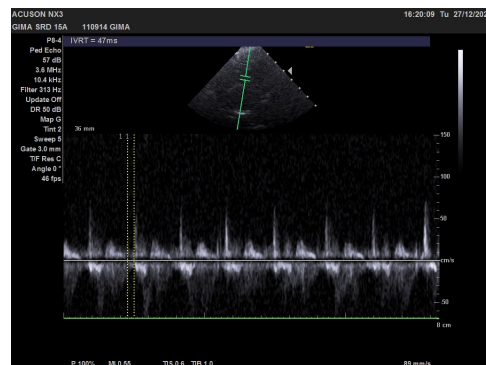 ACUSON NX3 16:20:09 Tu 27/12/202
GIMA SRD 15A 110914 GIMA
P8-4 IVRT = 47ms
Ped Echo
57 dB
3.6 MHz
10.4 kHz
Filter 313 Hz
Update Off
DR 50 dB
Map G
Tint 2
Sweep 5
Gate 3.0 mm
T/F Res C
Angle 0°
46 fps
36 mm
1 1
150
100
50
cm/s
-50
8 cm
P 100% MI 0.55 TIS 0.6 TIB 1.0 89 mm/s